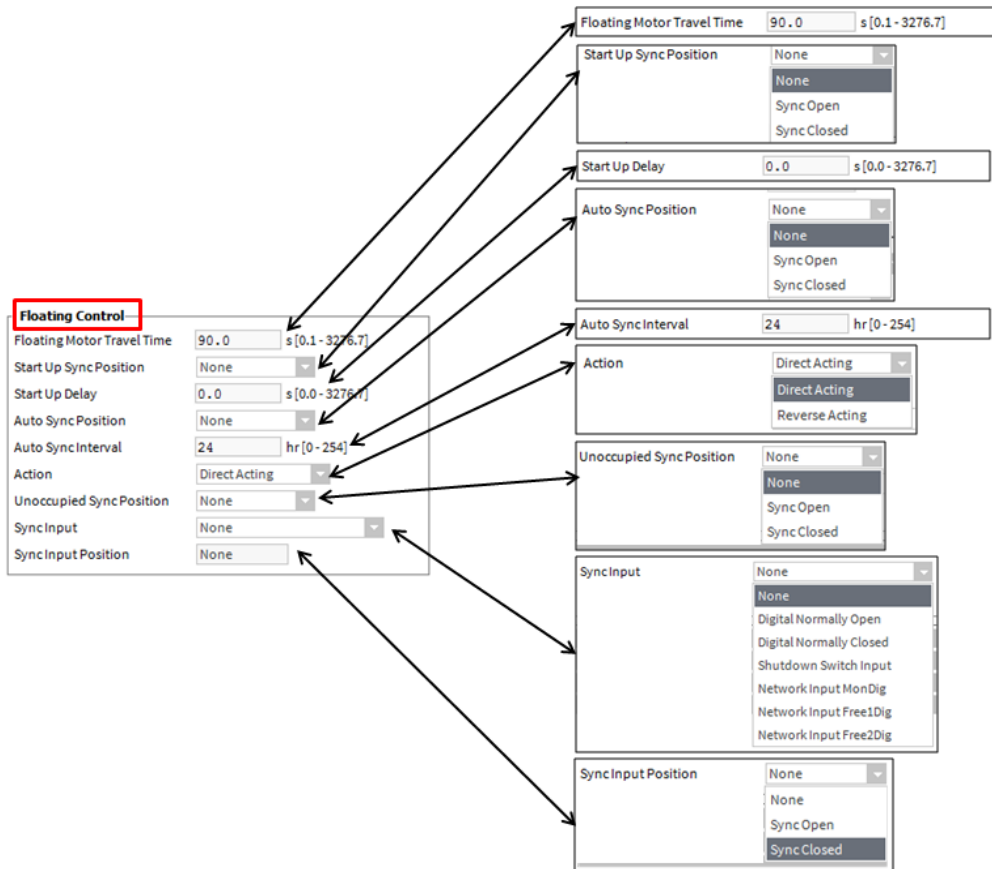 Floating Motor Travel Time 90.0 s [0.1 - 3276.7]
Start Up Sync Position None
None
Sync Open
Sync Closed
Start Up Delay 0.0 s [0.0 - 3276.7]
Auto Sync Position None
None
Sync Open
Sync Closed
Auto Sync Interval 24 hr [0 - 254]
Action Direct Acting
Direct Acting
Reverse Acting
Unoccupied Sync Position None
None
Sync Open
Sync Closed
Sync Input None
None
Digital Normally Open
Digital Normally Closed
Shutdown Switch Input
Network Input MonDig
Network Input Free1Dig
Network Input Free2Dig
Sync Input Position None
None
Sync Open
Sync Closed
Floating Control
Floating Motor Travel Time 90.0 s [0.1 - 3276.7]
Start Up Sync Position None
Start Up Delay 0.0 s [0.0 - 3276.7]
Auto Sync Position None
Auto Sync Interval 24 hr [0 - 254]
Action Direct Acting
Unoccupied Sync Position None
Sync Input None
Sync Input Position None